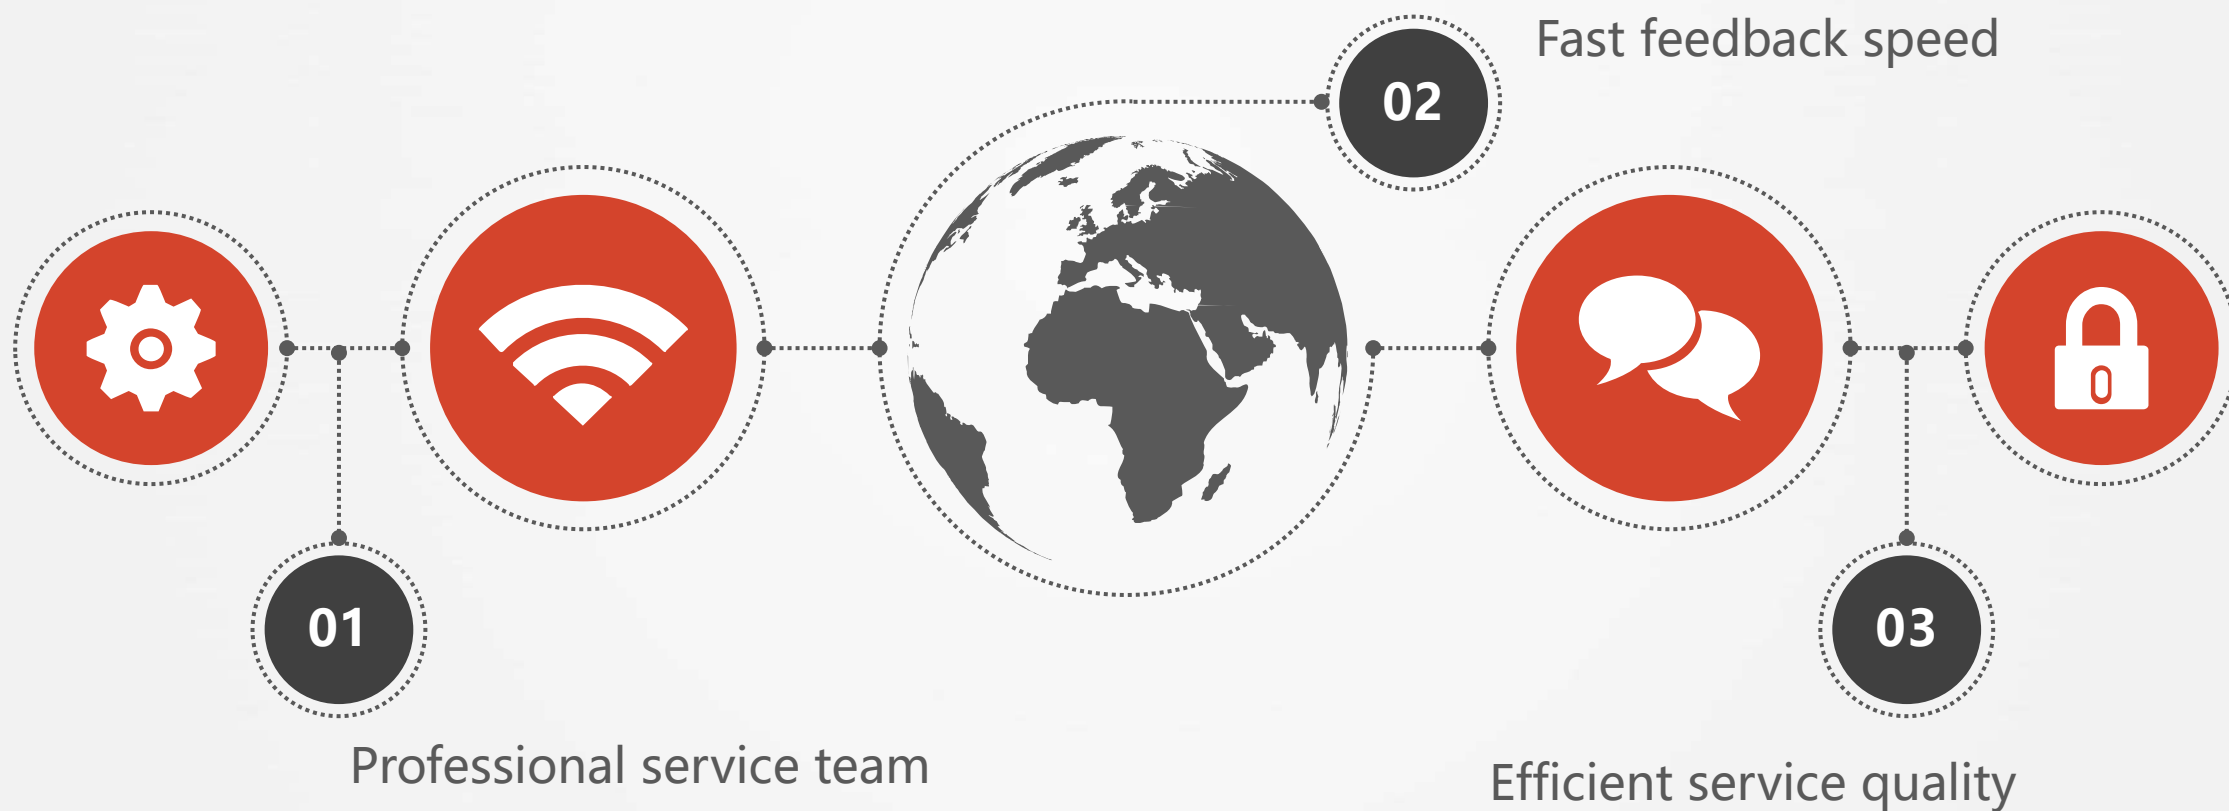 02
Fast feedback speed
01
Professional service team
03
Efficient service quality